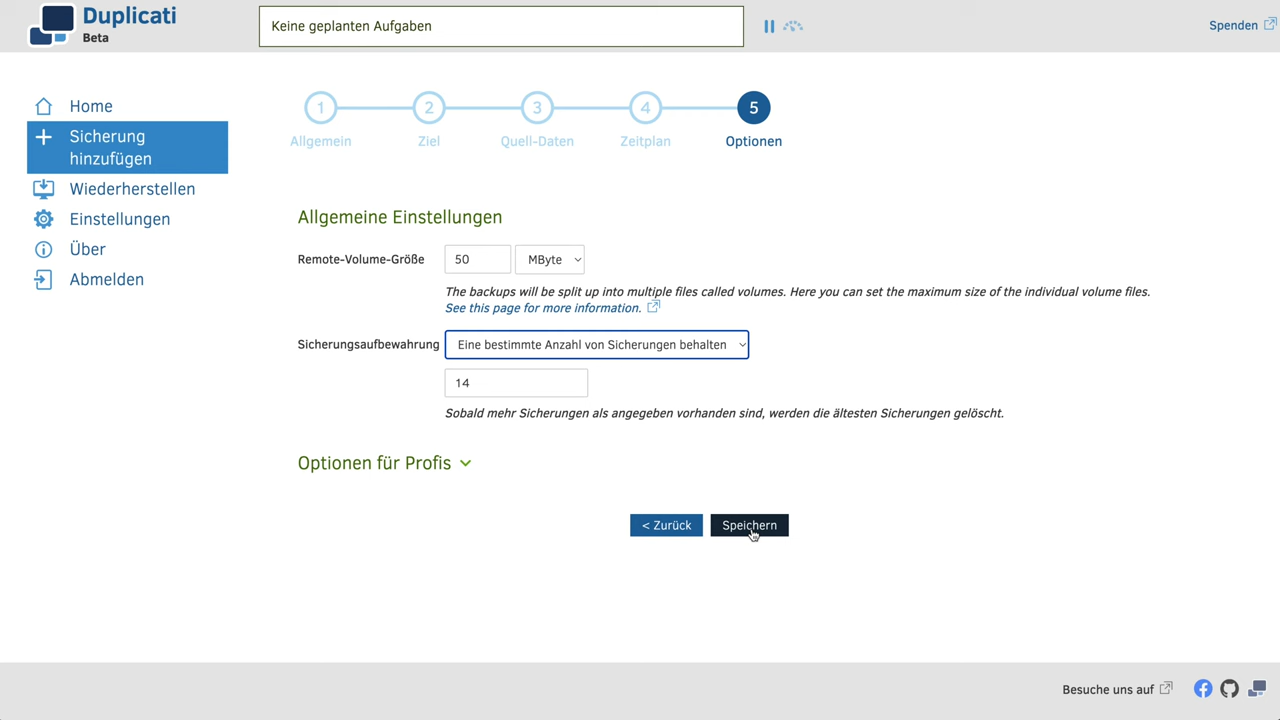 Duplicati
Beta
Keine geplanten Aufgaben
Spenden
Home
Sicherung
hinzufügen
Wiederherstellen
Einstellungen
Über
Abmelden
1 2 3 4 5
Allgemein Ziel Quell-Daten Zeitplan Optionen
Allgemeine Einstellungen
Remote-Volume-Größe 50 MByte
The backups will be split up into multiple files called volumes. Here you can set the maximum size of the individual volume files.
See this page for more information.
Sicherungsaufbewahrung Eine bestimmte Anzahl von Sicherungen behalten
14
Sobald mehr Sicherungen als angegeben vorhanden sind, werden die ältesten Sicherungen gelöscht.
Optionen für Profis
< Zurück Speichern
Besuche uns auf